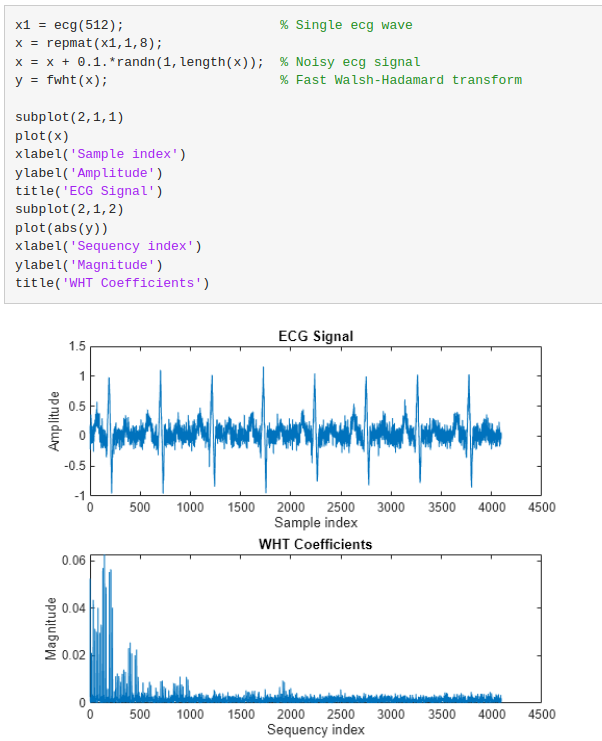 x1 = ecg(512);                    % Single ecg wave
x = repmat(x1,1,8);
x = x + 0.1.*randn(1,length(x));  % Noisy ecg signal
y = fwht(x);                      % Fast Walsh-Hadamard transform
subplot(2,1,1)
plot(x)
xlabel('Sample index')
ylabel('Amplitude')
title('ECG Signal')
subplot(2,1,2)
plot(abs(y))
xlabel('Sequency index')
ylabel('Magnitude')
title('WHT Coefficients')
ECG Signal
1.5
1
0.5
0
-0.5
-1
Amplitude
0 500 1000 1500 2000 2500 3000 3500 4000 4500
Sample index
WHT Coefficients
0.06
0.04
0.02
0
Magnitude
0 500 1000 1500 2000 2500 3000 3500 4000 4500
Sequency index